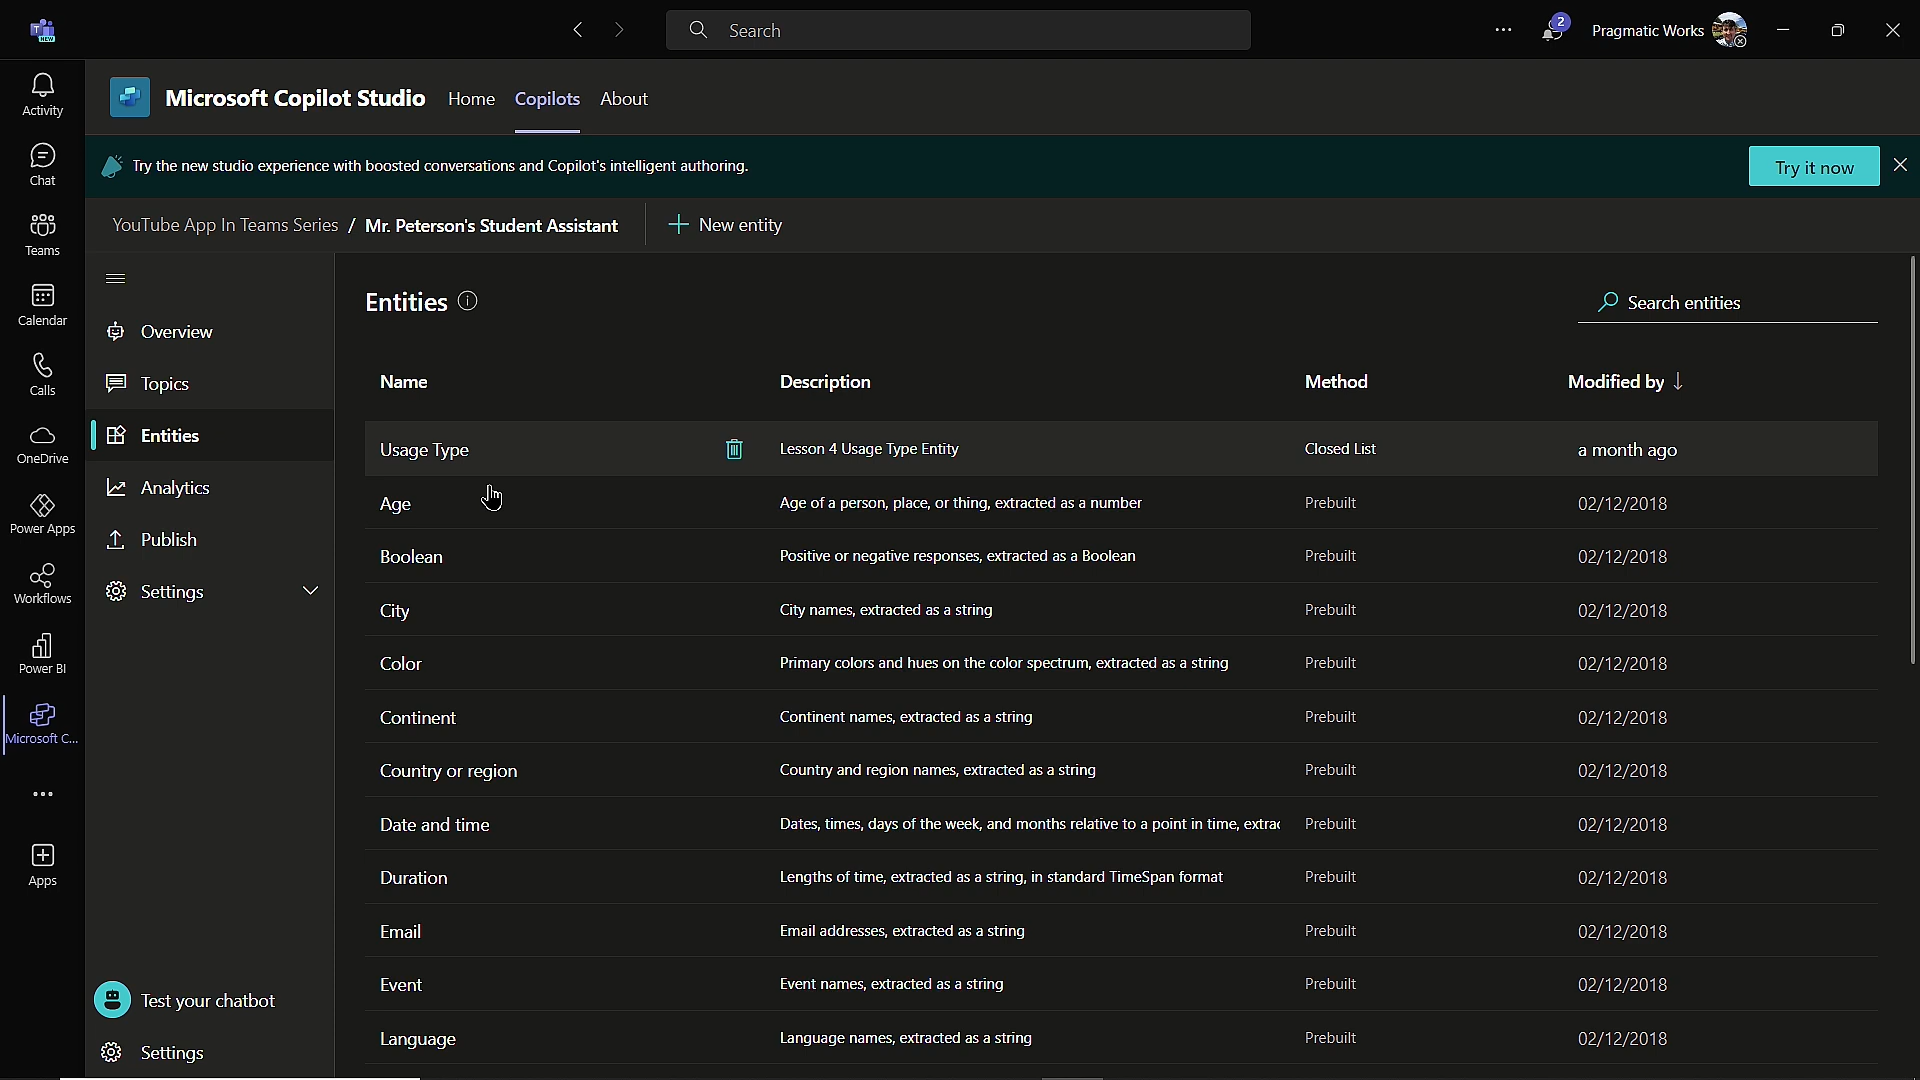 T NEW
Search
2
Pragmatic Works
Activity
Chat
Teams
Calendar
Calls
OneDrive
Power Apps
Workflows
Power BI
Microsoft C...
Apps
Microsoft Copilot Studio
Home
Copilots
About
Try the new studio experience with boosted conversations and Copilot's intelligent authoring.
Try it now
YouTube App In Teams Series / Mr. Peterson's Student Assistant
New entity
Overview
Topics
Entities
Analytics
Publish
Settings
Test your chatbot
Settings
Entities
Search entities
Name Description Method Modified by
Usage Type Lesson 4 Usage Type Entity Closed List a month ago
Age Age of a person, place, or thing, extracted as a number Prebuilt 02/12/2018
Boolean Positive or negative responses, extracted as a Boolean Prebuilt 02/12/2018
City City names, extracted as a string Prebuilt 02/12/2018
Color Primary colors and hues on the color spectrum, extracted as a string Prebuilt 02/12/2018
Continent Continent names, extracted as a string Prebuilt 02/12/2018
Country or region Country and region names, extracted as a string Prebuilt 02/12/2018
Date and time Dates, times, days of the week, and months relative to a point in time, extrac Prebuilt 02/12/2018
Duration Lengths of time, extracted as a string, in standard TimeSpan format Prebuilt 02/12/2018
Email Email addresses, extracted as a string Prebuilt 02/12/2018
Event Event names, extracted as a string Prebuilt 02/12/2018
Language Language names, extracted as a string Prebuilt 02/12/2018